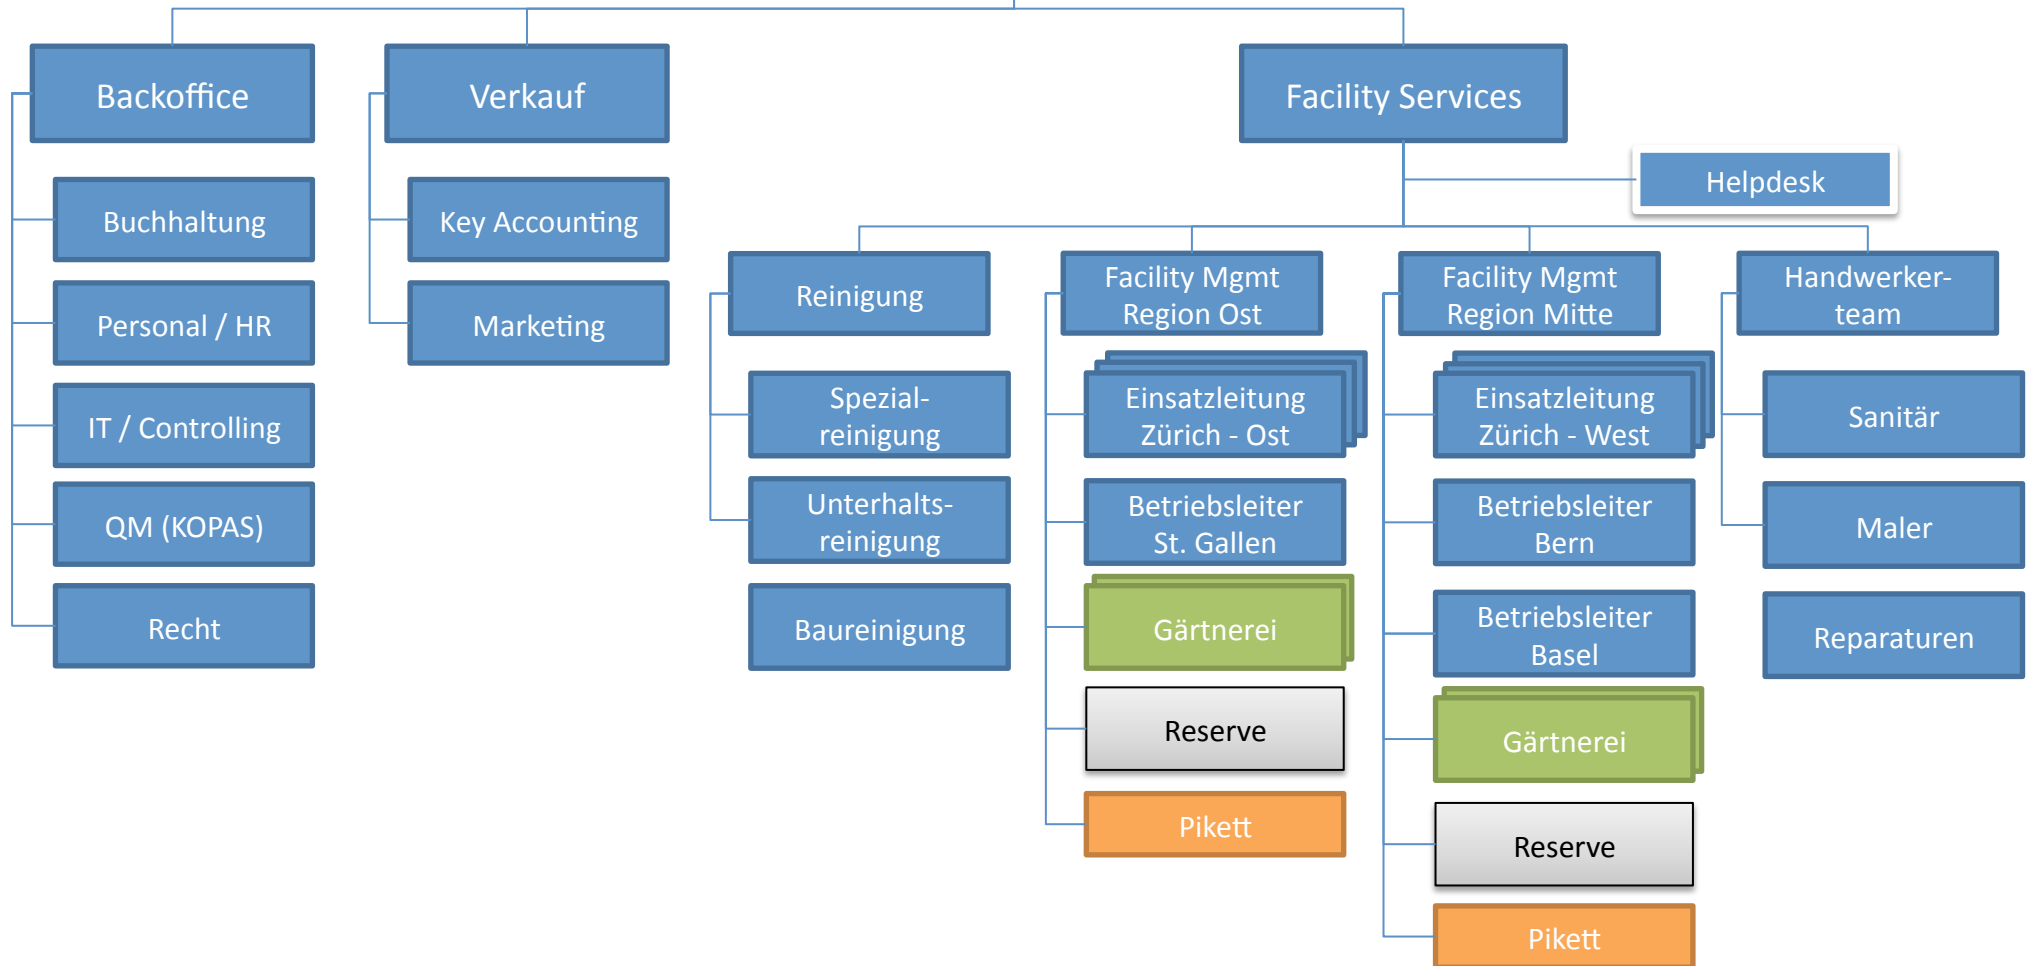 Backoffice
Buchhaltung
Personal / HR
IT / Controlling
QM (KOPAS)
Recht
Verkauf
Key Accounting
Marketing
Facility Services
Helpdesk
Reinigung
Spezial-
reinigung
Unterhalts-
reinigung
Baureinigung
Facility Mgmt
Region Ost
Einsatzleitung
Zürich - Ost
Betriebsleiter
St. Gallen
Gärtnerei
Reserve
Pikett
Facility Mgmt
Region Mitte
Einsatzleitung
Zürich - West
Betriebsleiter
Bern
Betriebsleiter
Basel
Gärtnerei
Reserve
Pikett
Handwerker-
team
Sanitär
Maler
Reparaturen